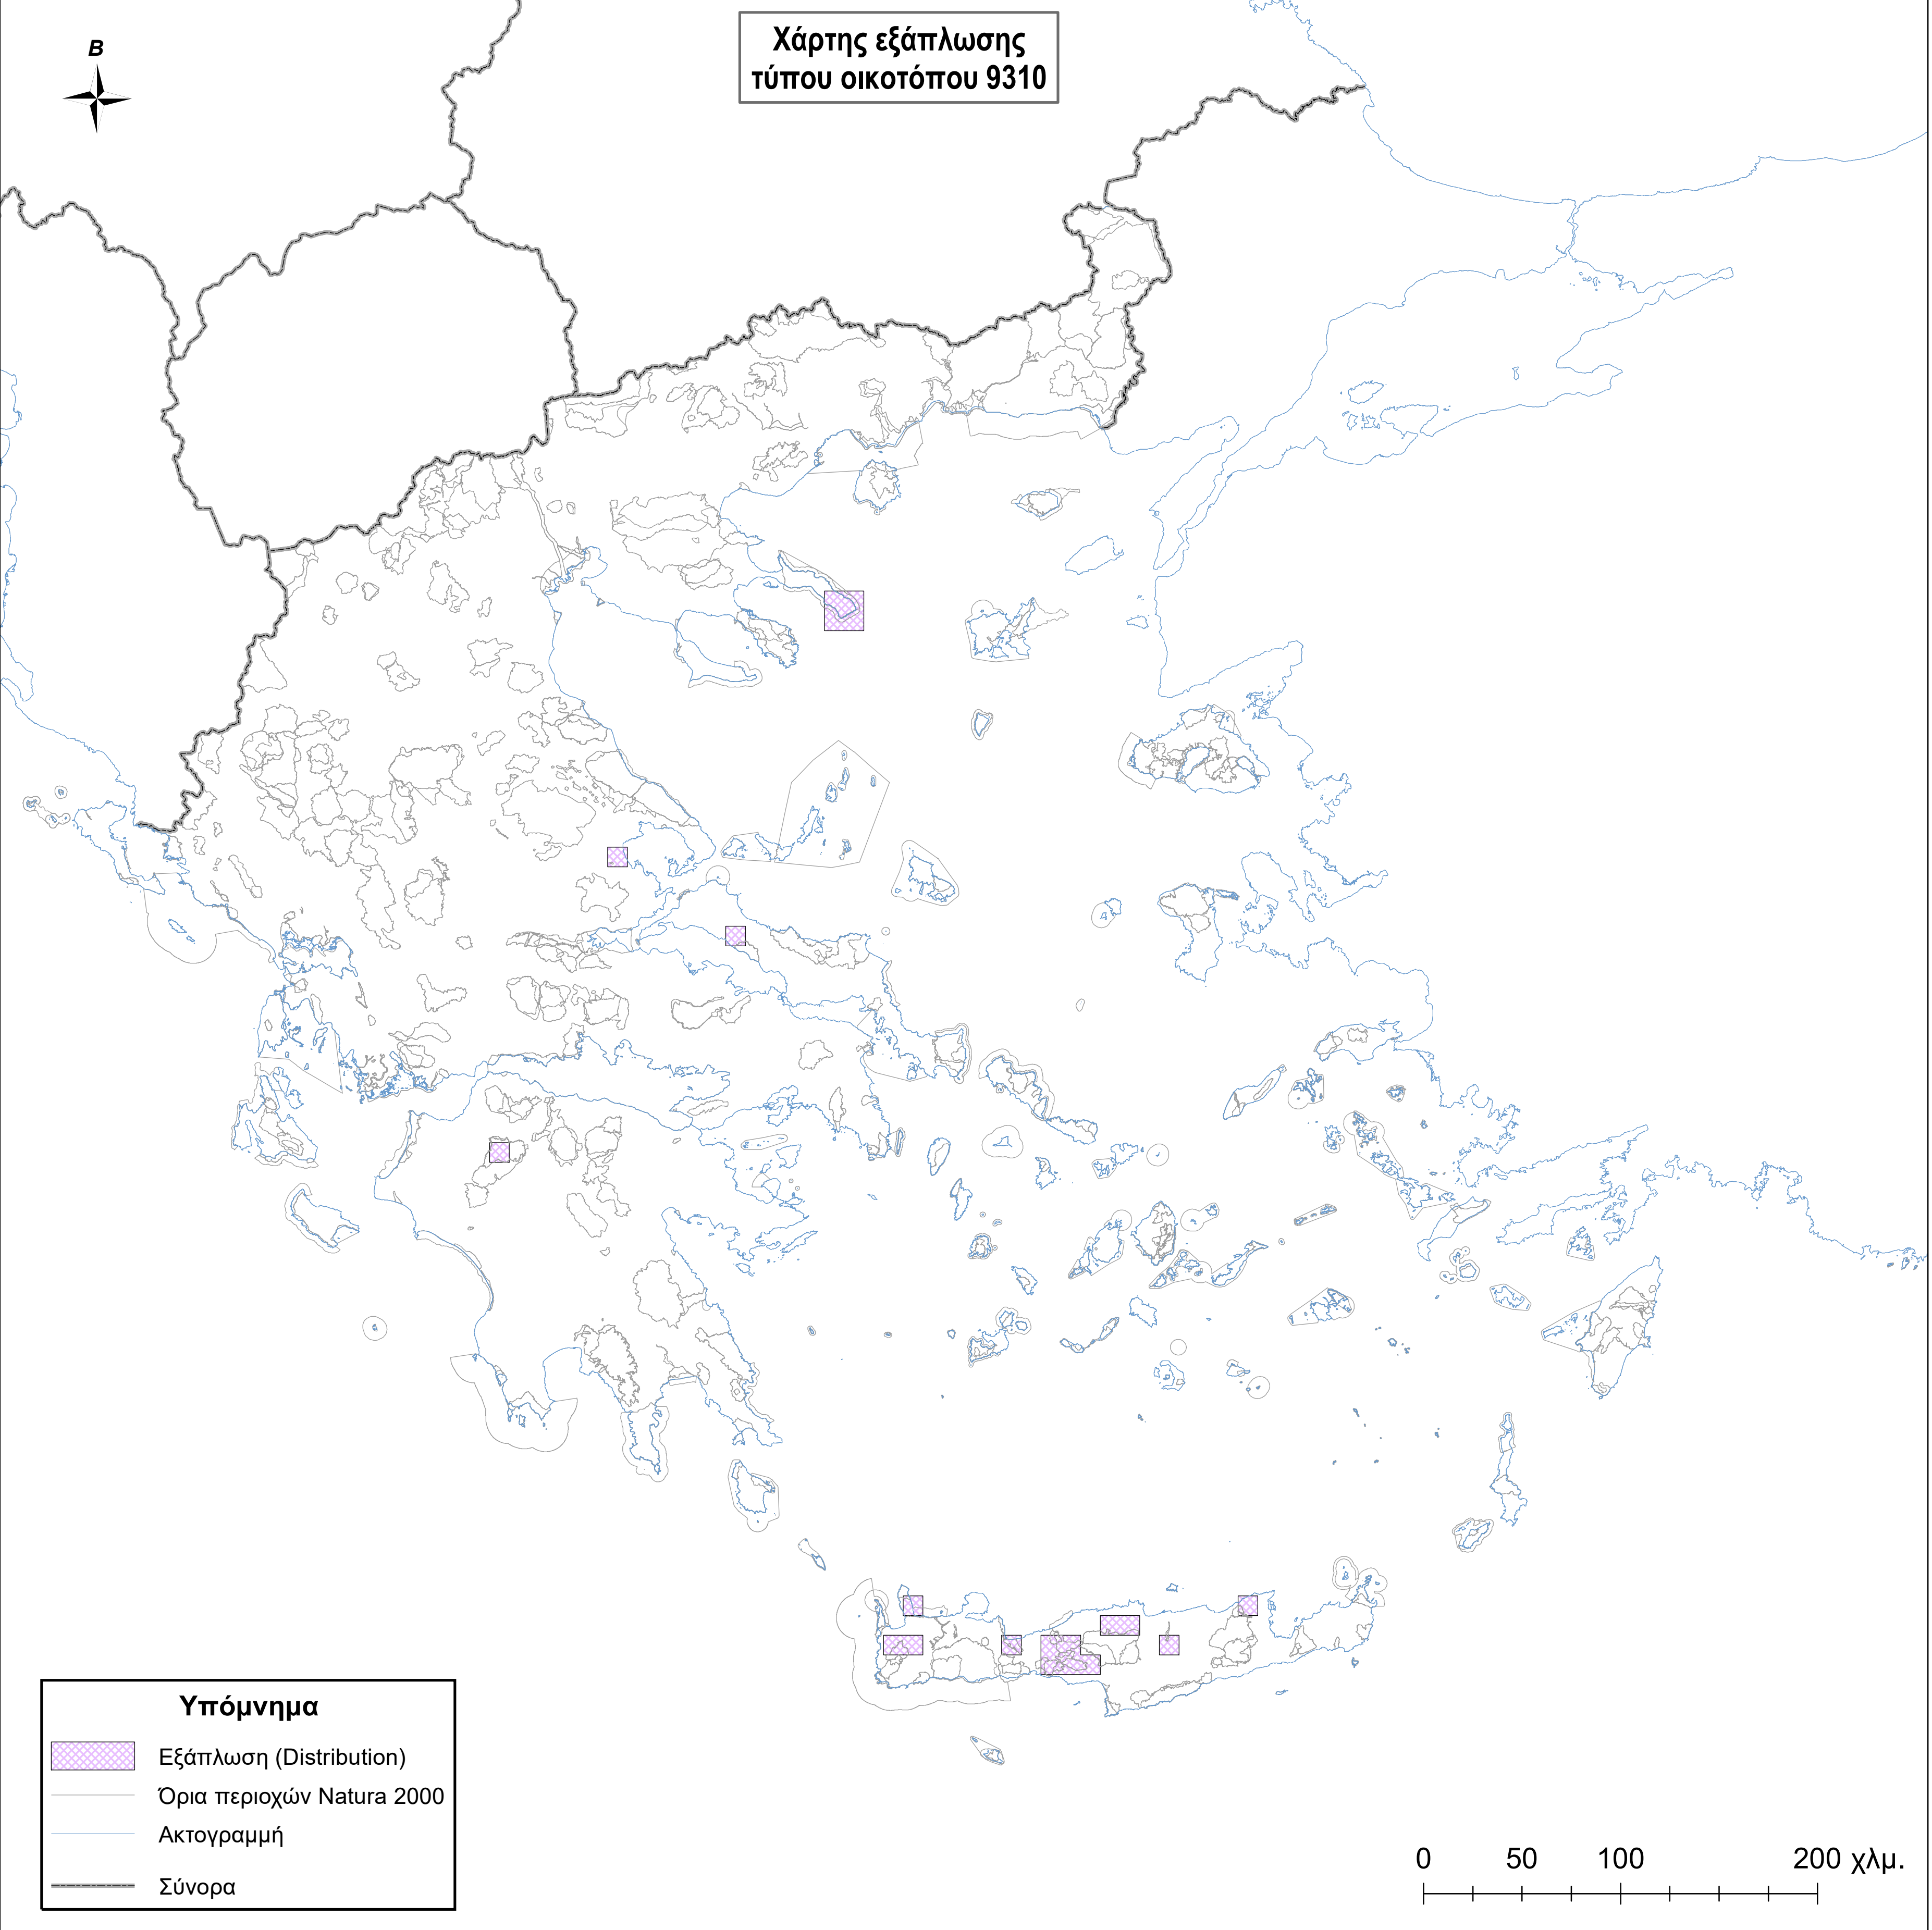 Χάρτης εξάπλωσης
τύπου οικοτόπου 9310
Β
Υπόμνημα
Εξάπλωση (Distribution)
Όρια περιοχών Natura 2000
Ακτογραμμή
Σύνορα
0 50 100 200 χλμ.